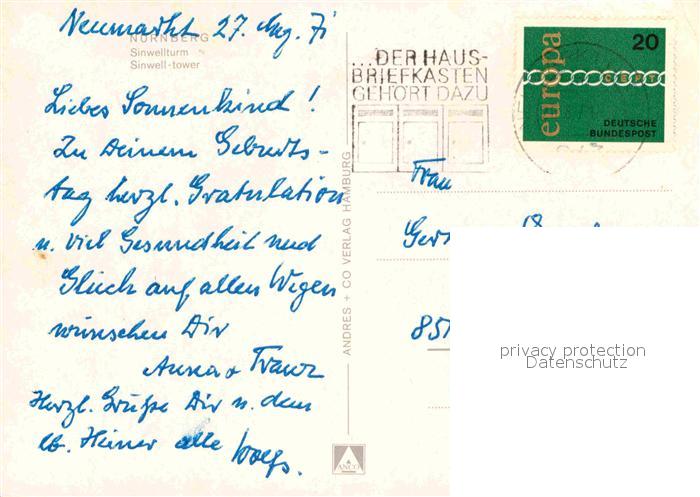 Neumarkt 27. Aug. 71
NÜRNBERG
Sinwellturm
Sinwell-tower
Liebes Sonnenkind!
Zu Deinem Geburts-
tag herzl. Gratulation
u. viel Gesundheit und
Glück auf allen Wegen
wünschen Dir
Anna + Franz
Herzl. Grüße Dir u. dem
lb. Heiner alle Wolfs.
ANDRES + CO VERLAG HAMBURG
ANCO
...DER HAUS-
BRIEFKASTEN
GEHÖRT DAZU
europa
20
CEPT
DEUTSCHE
BUNDESPOST
Frau
85
privacy protection
Datenschutz